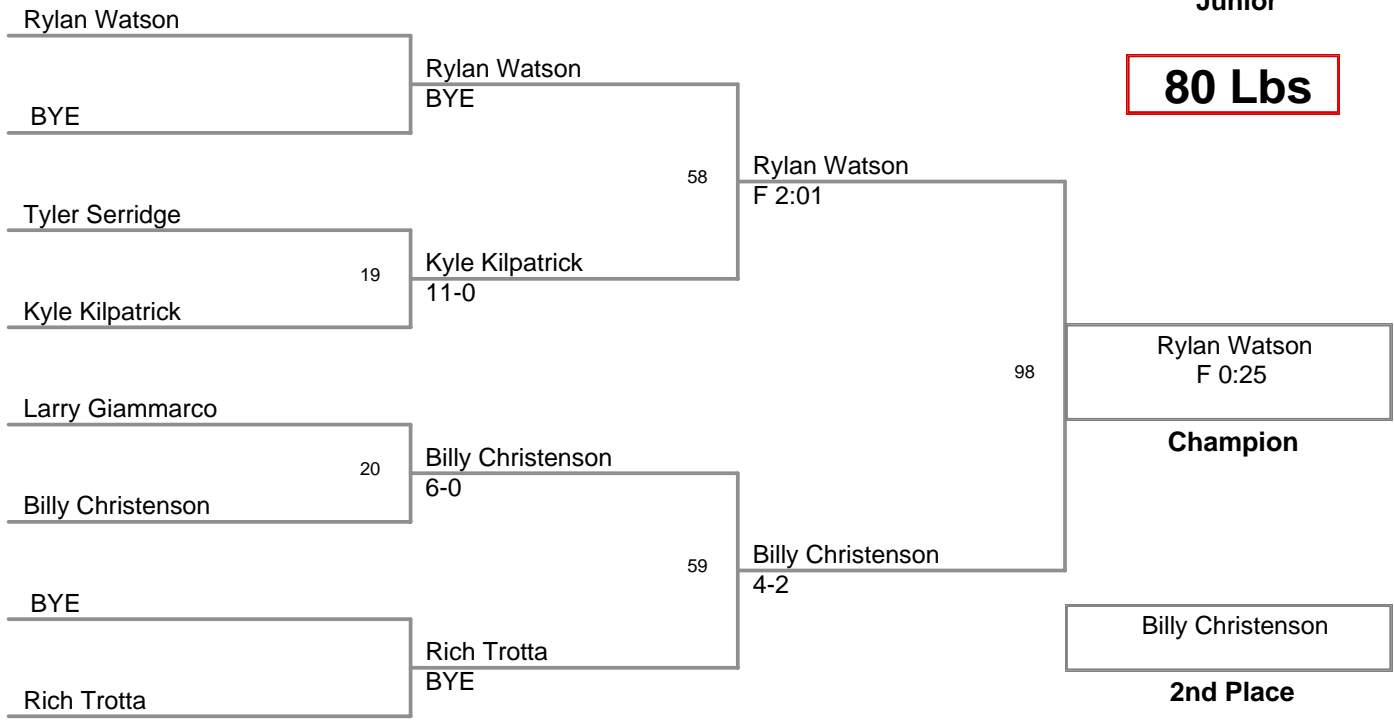 Junior
80 Lbs
Rylan Watson
BYE
Tyler Serridge
19
Kyle Kilpatrick
Larry Giammarco
20
Billy Christenson
BYE
Rich Trotta
Rylan Watson
BYE
58
Kyle Kilpatrick
11-0
Billy Christenson
6-0
59
Rich Trotta
BYE
Rylan Watson
F 2:01
98
Billy Christenson
4-2
Rylan Watson
F 0:25
Champion
Billy Christenson
2nd Place